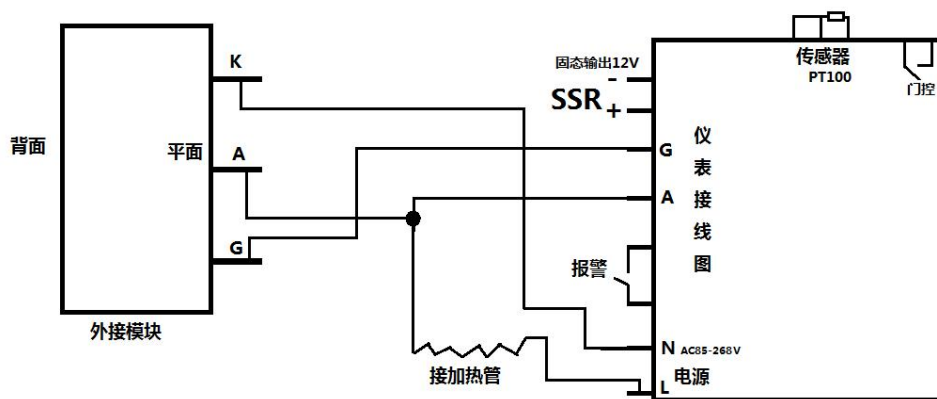 背面
平面
K
A
G
外接模块
固态输出12V
-
SSR
+
G
A
报警
接加热管
传感器
PT100
门控
仪表接线图
N AC85-268V
电源
L